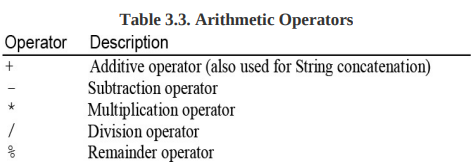 Table 3.3. Arithmetic Operators
Operator Description
+ Additive operator (also used for String concatenation)
– Subtraction operator
* Multiplication operator
/ Division operator
% Remainder operator